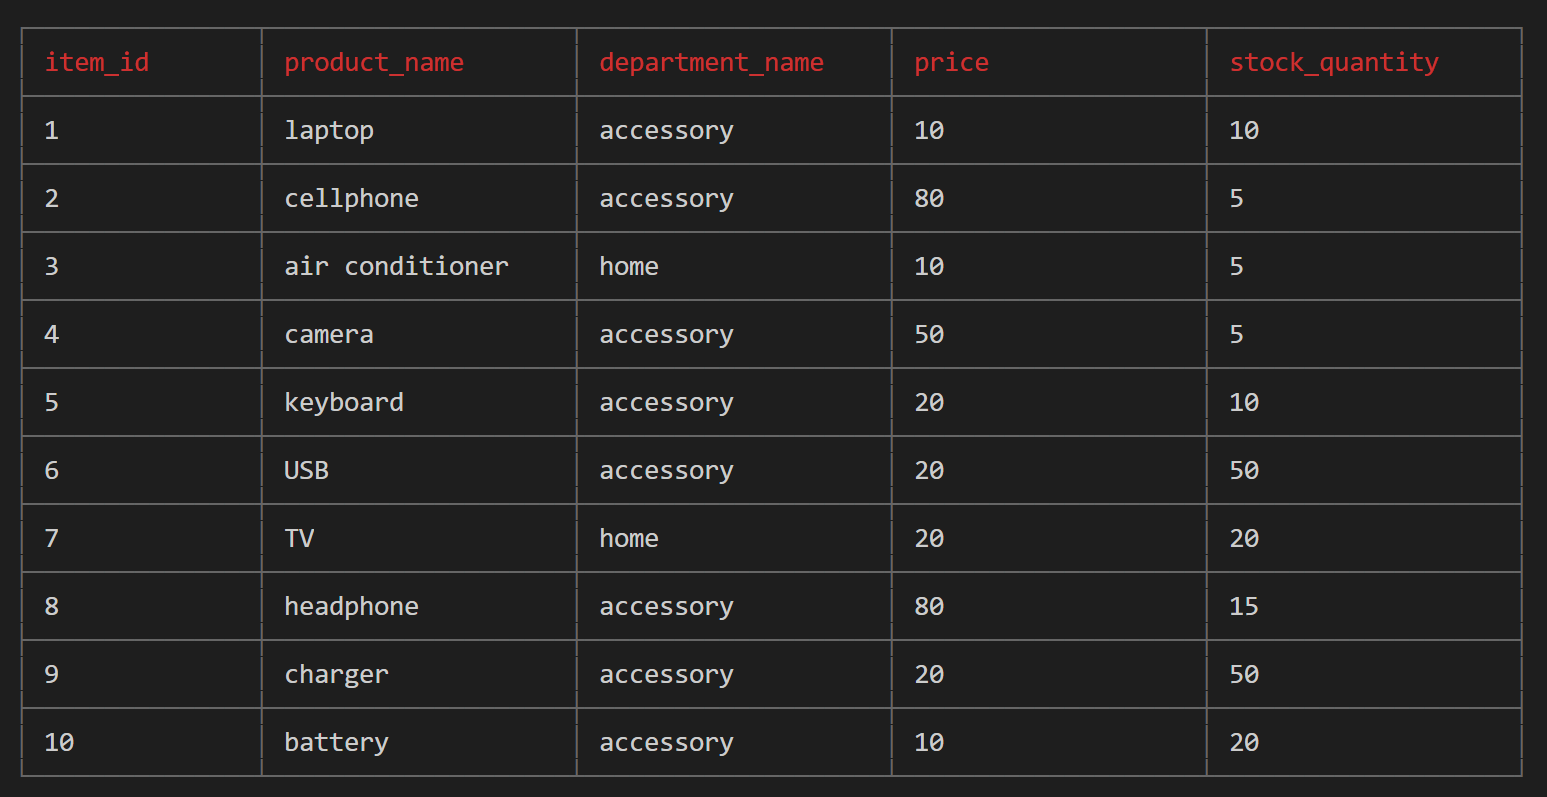 item_id product_name department_name price stock_quantity
1 laptop accessory 10 10
2 cellphone accessory 80 5
3 air conditioner home 10 5
4 camera accessory 50 5
5 keyboard accessory 20 10
6 USB accessory 20 50
7 TV home 20 20
8 headphone accessory 80 15
9 charger accessory 20 50
10 battery accessory 10 20